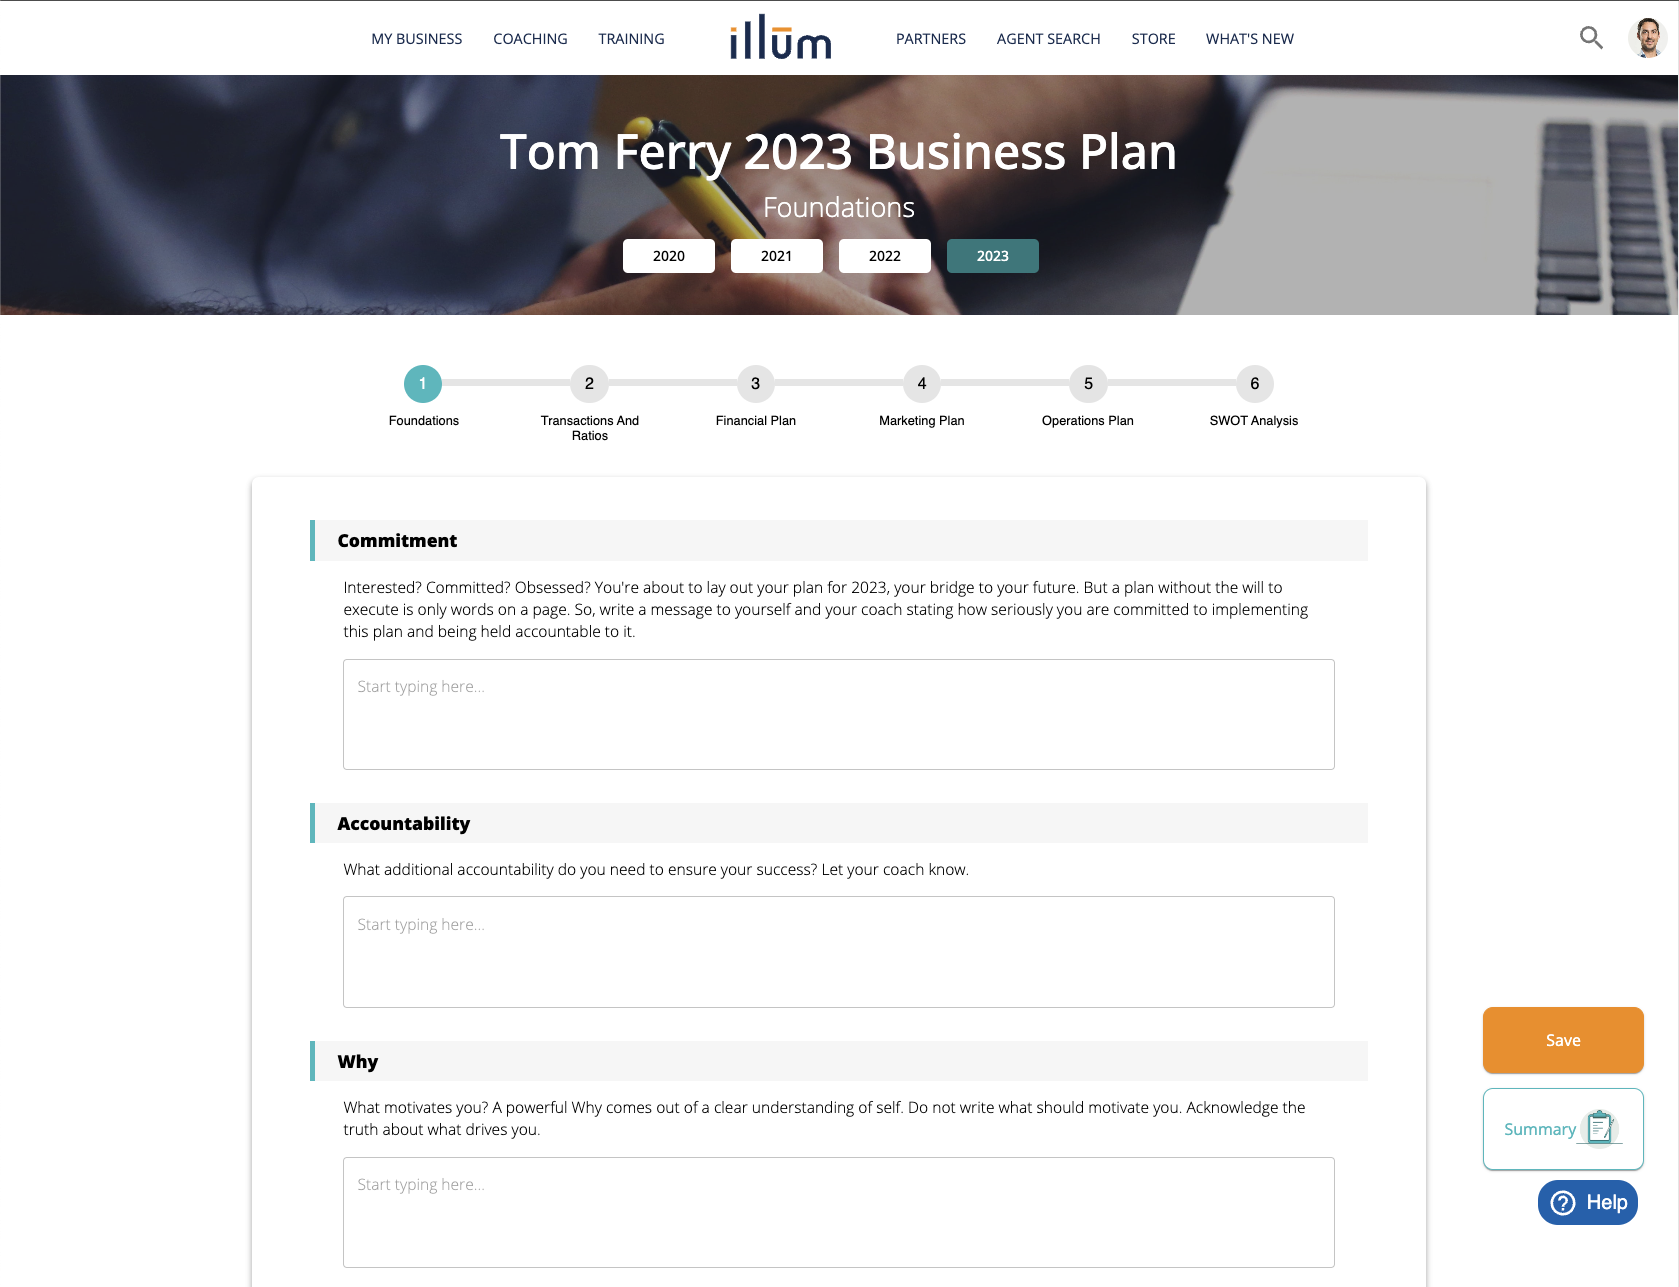 MY BUSINESS COACHING TRAINING illūm PARTNERS AGENT SEARCH STORE WHAT'S NEW
Tom Ferry 2023 Business Plan
Foundations
2020 2021 2022 2023
1 2 3 4 5 6
Foundations Transactions And Financial Plan Marketing Plan Operations Plan SWOT Analysis
Ratios
Commitment
Interested? Committed? Obsessed? You're about to lay out your plan for 2023, your bridge to your future. But a plan without the will to
execute is only words on a page. So, write a message to yourself and your coach stating how seriously you are committed to implementing
this plan and being held accountable to it.
Start typing here...
Accountability
What additional accountability do you need to ensure your success? Let your coach know.
Start typing here...
Save
Why
What motivates you? A powerful Why comes out of a clear understanding of self. Do not write what should motivate you. Acknowledge the
truth about what drives you.
Summary
Start typing here...
Help